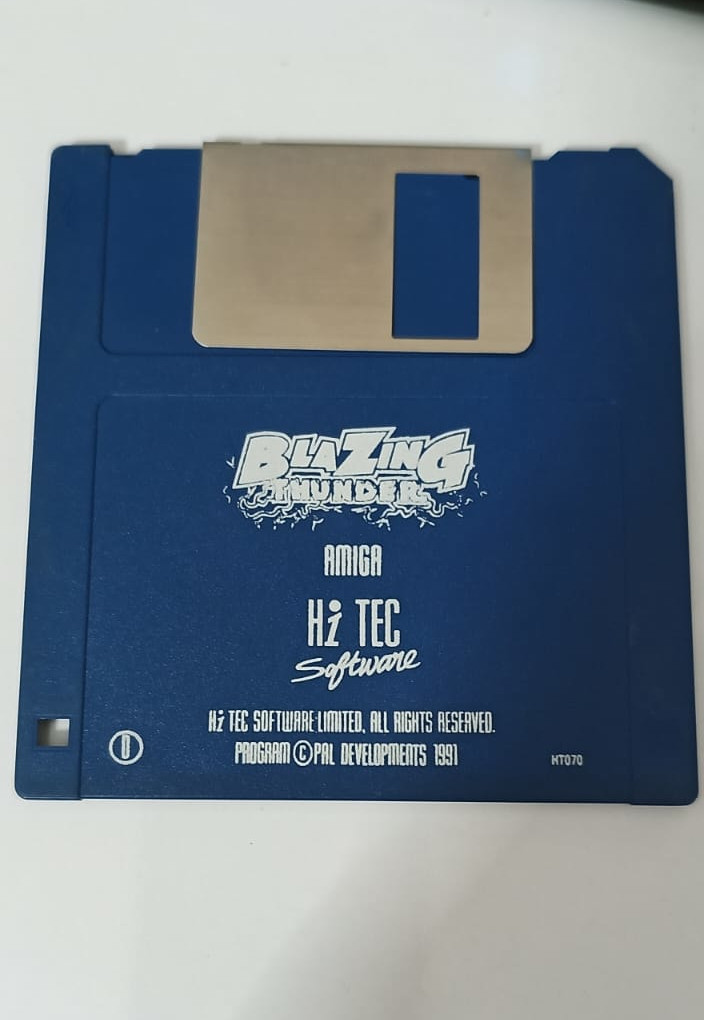 BLAZING
THUNDER
AMIGA
Hi TEC
Software
Hi TEC SOFTWARE LIMITED, ALL RIGHTS RESERVED.
PROGRAM © PAL DEVELOPMENTS 1991
HT070